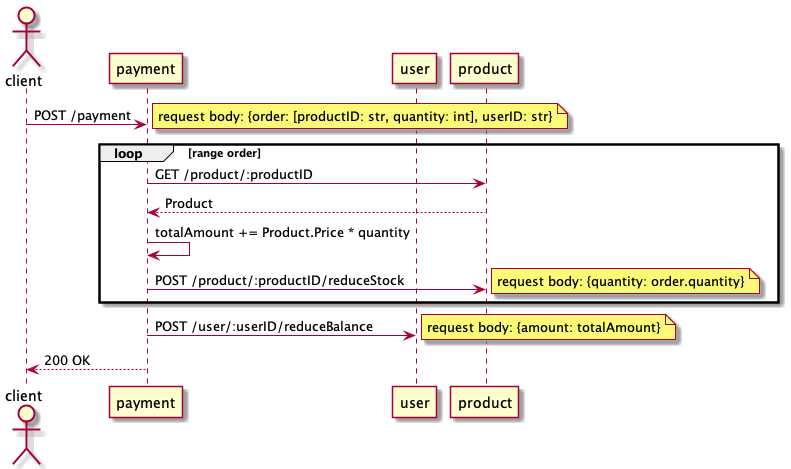 client
payment
user
product
POST /payment
request body: {order: [productID: str, quantity: int], userID: str}
loop
[range order]
GET /product/:productID
Product
totalAmount += Product.Price * quantity
POST /product/:productID/reduceStock
request body: {quantity: order.quantity}
POST /user/:userID/reduceBalance
request body: {amount: totalAmount}
200 OK
client
payment
user
product